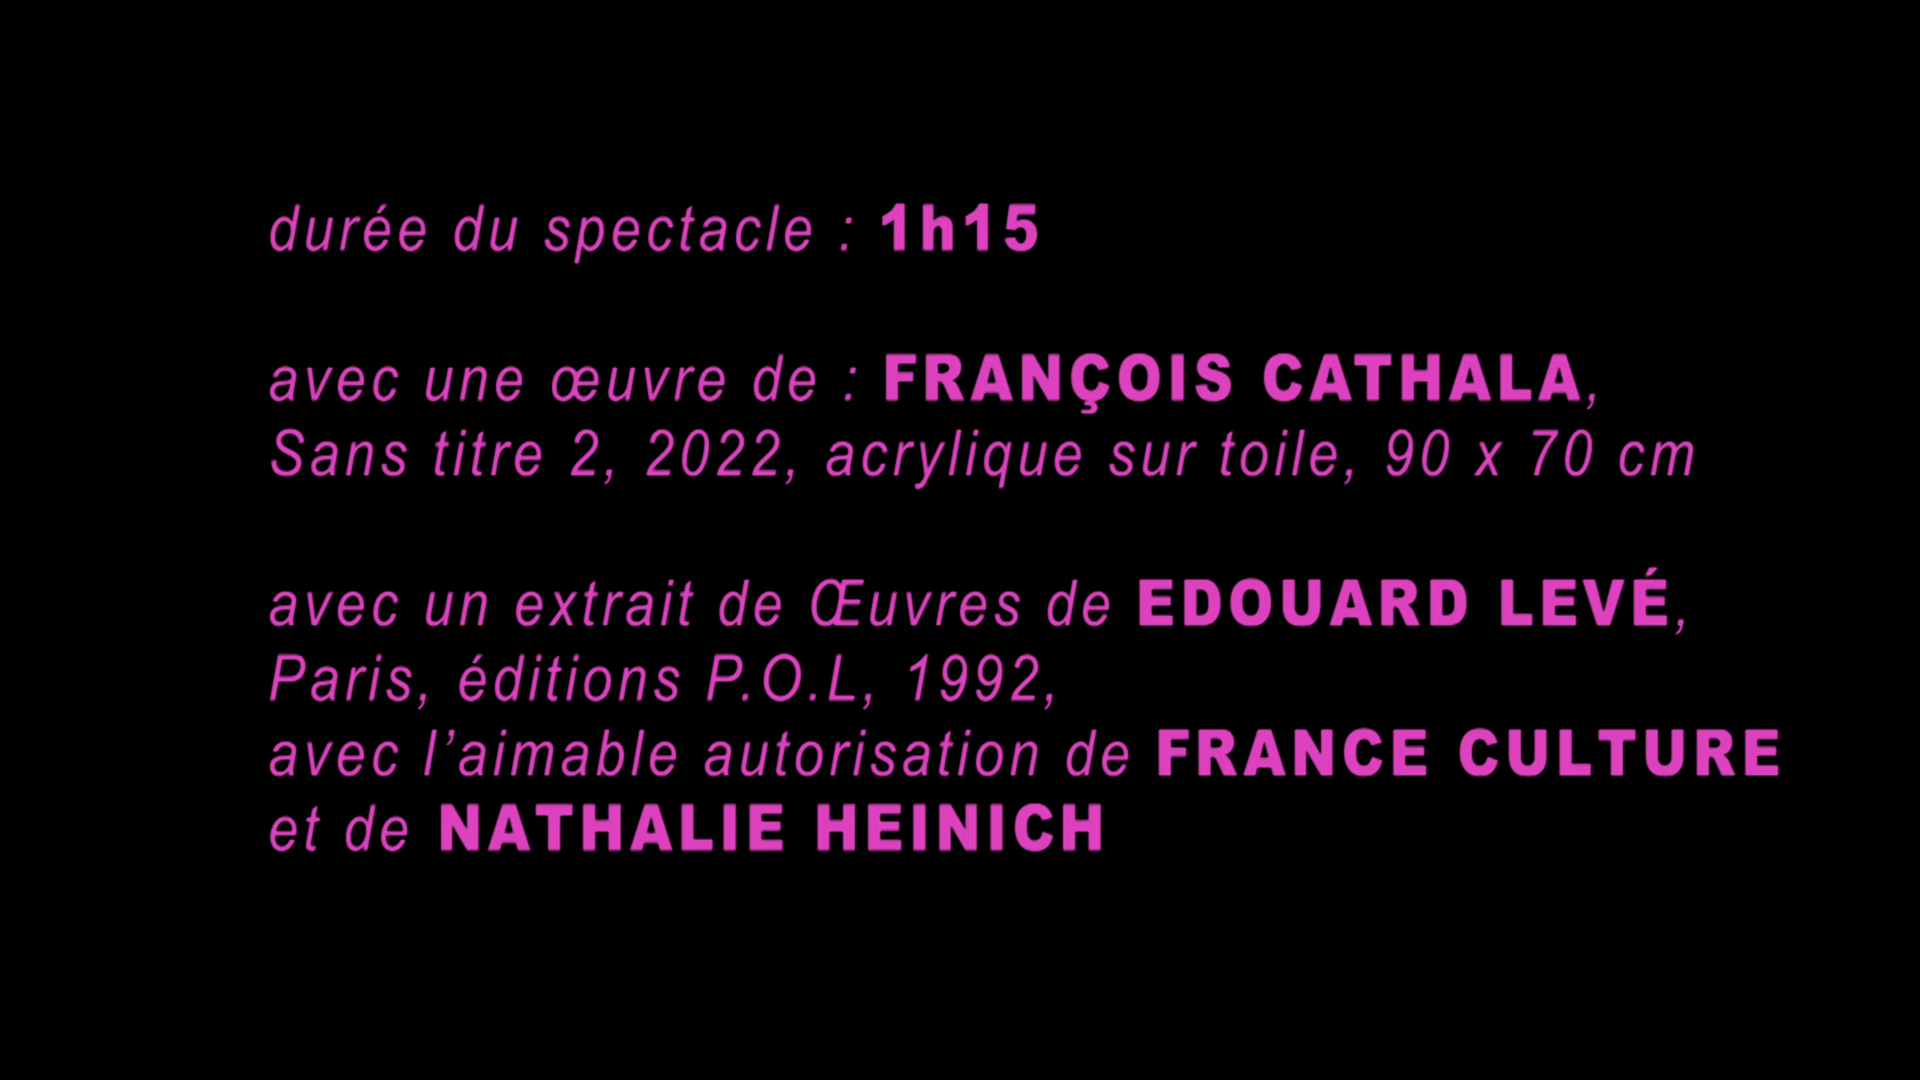 durée du spectacle : 1h15
avec une œuvre de : FRANÇOIS CATHALA,
Sans titre 2, 2022, acrylique sur toile, 90 x 70 cm
avec un extrait de Œuvres de EDOUARD LEVÉ,
Paris, éditions P.O.L, 1992,
avec l’aimable autorisation de FRANCE CULTURE
et de NATHALIE HEINICH